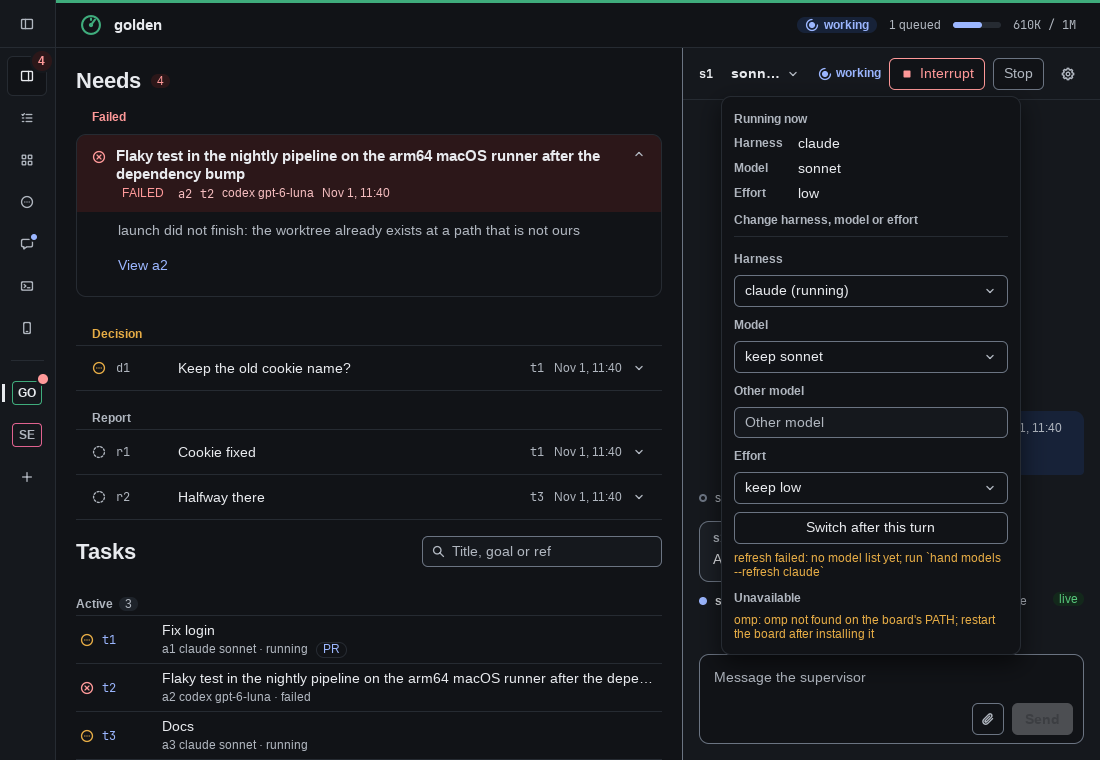 golden
working
1 queued
610K / 1M
4
GO
SE
Needs 4
Failed
Flaky test in the nightly pipeline on the arm64 macOS runner after the
dependency bump
FAILED a2 t2 codex gpt-6-luna Nov 1, 11:40
launch did not finish: the worktree already exists at a path that is not ours
View a2
Decision
d1 Keep the old cookie name? t1 Nov 1, 11:40
Report
r1 Cookie fixed t1 Nov 1, 11:40
r2 Halfway there t3 Nov 1, 11:40
Tasks
Title, goal or ref
Active 3
t1 Fix login
a1 claude sonnet · running PR
t2 Flaky test in the nightly pipeline on the arm64 macOS runner after the depe…
a2 codex gpt-6-luna · failed
t3 Docs
a3 claude sonnet · running
s1 sonn… working Interrupt Stop
Running now
Harness claude
Model sonnet
Effort low
Change harness, model or effort
Harness
claude (running)
Model
keep sonnet
Other model
Other model
Effort
keep low
Switch after this turn
refresh failed: no model list yet; run `hand models
--refresh claude`
Unavailable
omp: omp not found on the board's PATH; restart
the board after installing it
1, 11:40
live
Message the supervisor
Send